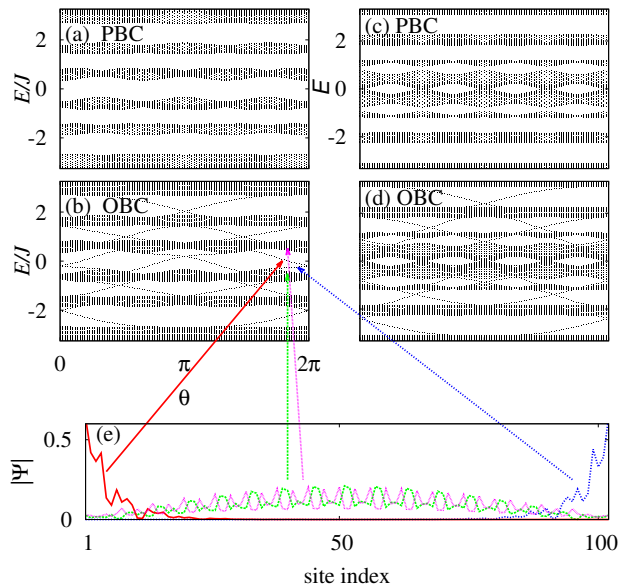 (a) PBC
(c) PBC
2
0
-2
E/J
2
0
-2
E
(b) OBC
(d) OBC
2
0
-2
E/J
0
π
2π
θ
(e)
0.5
0
|Ψ|
1
50
100
site index